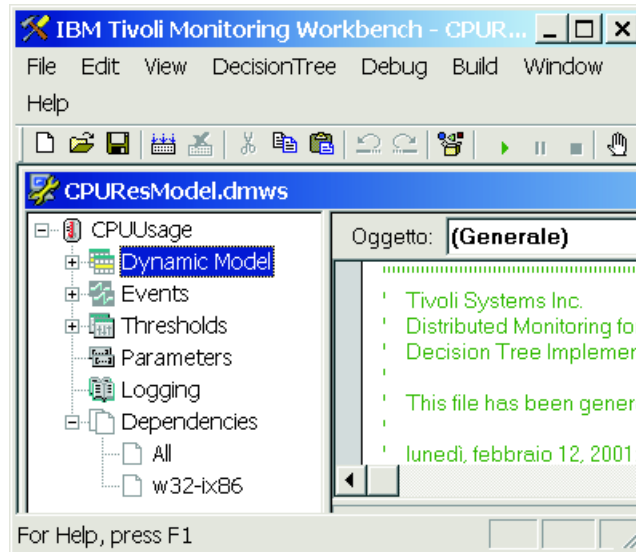 IBM Tivoli Monitoring Workbench - CPUR...
File Edit View DecisionTree Debug Build Window
Help
CPUResModel.dmws
CPUUsage
Dynamic Model
Events
Thresholds
Parameters
Logging
Dependencies
All
w32-ix86
Oggetto: (Generale)
' Tivoli Systems Inc.
' Distributed Monitoring fo
' Decision Tree Implemen
'
' This file has been gener
'
' lunedì, febbraio 12, 2001
For Help, press F1